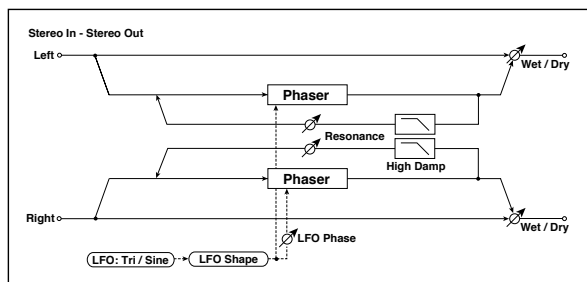 Stereo In - Stereo Out
Left
Wet / Dry
Phaser
Resonance
High Damp
Phaser
Right
Wet / Dry
LFO Phase
LFO: Tri / Sine
LFO Shape